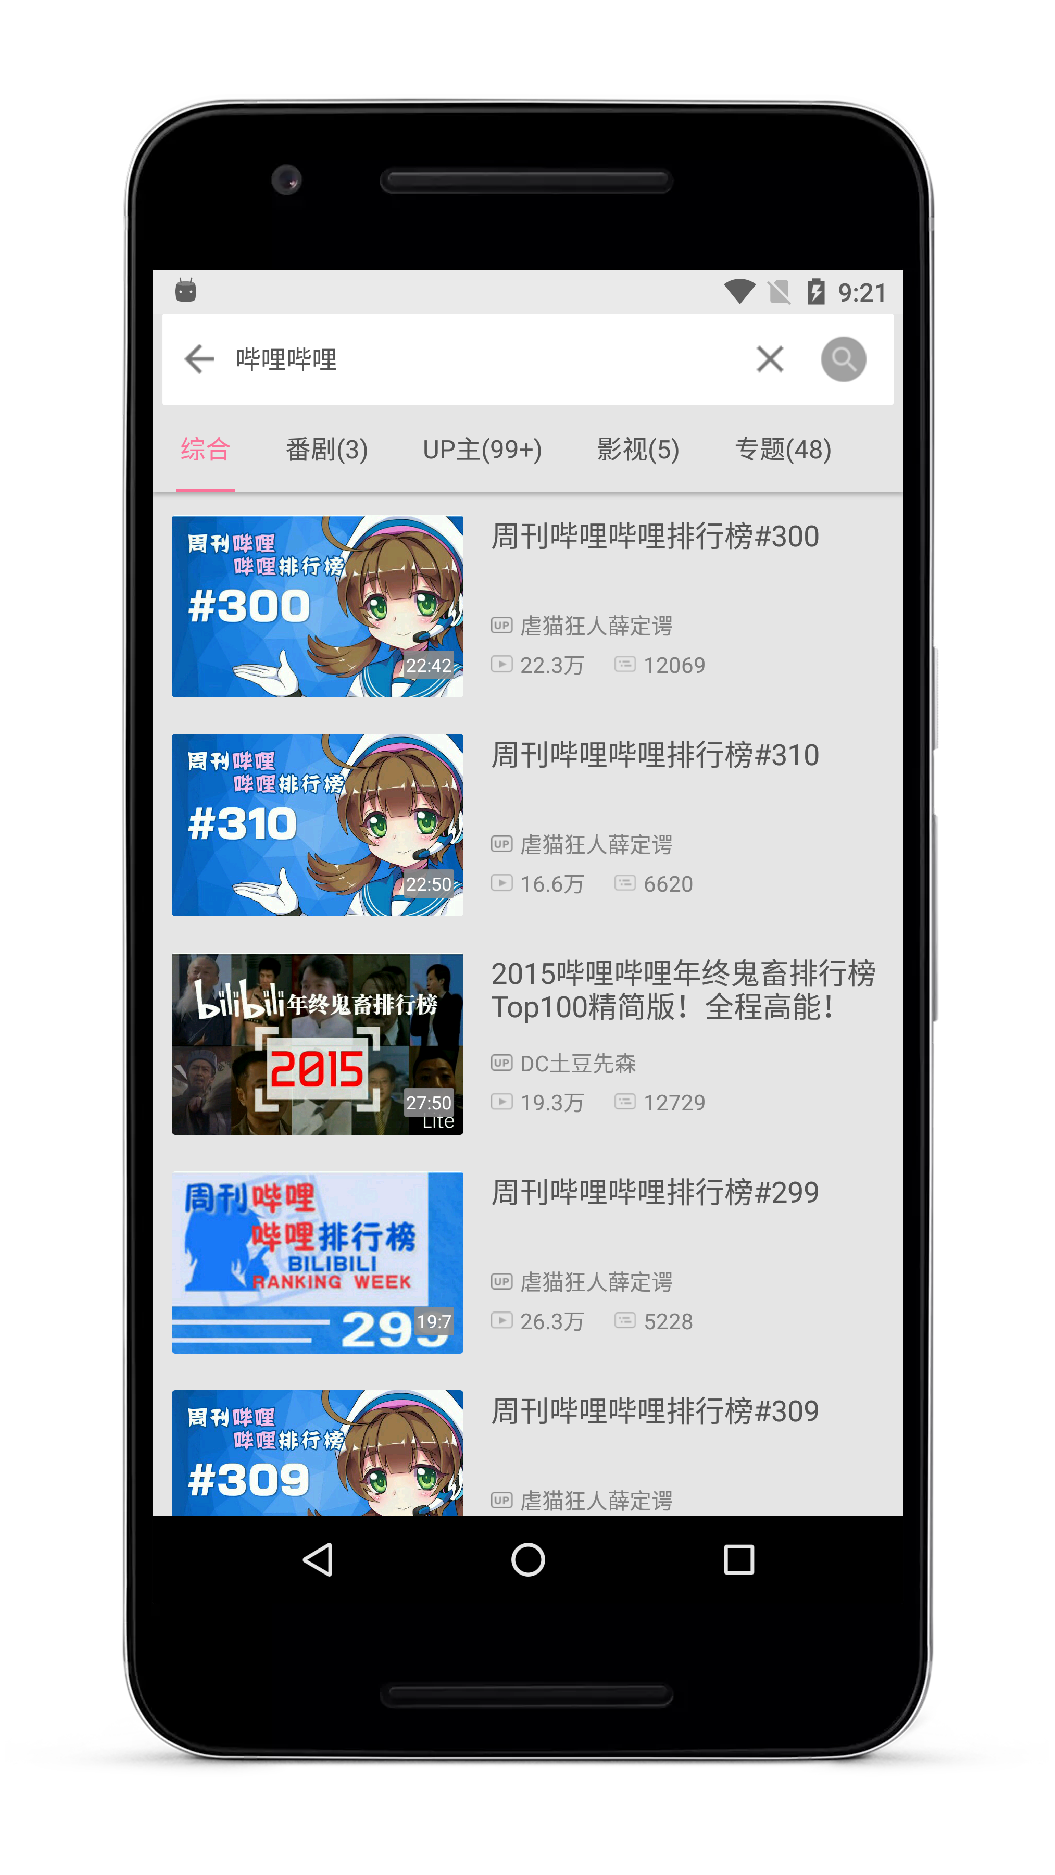 9:21
哔哩哔哩
综合 番剧(3) UP主(99+) 影视(5) 专题(48)
周刊哔哩
哔哩排行榜
#300
22:42
周刊哔哩哔哩排行榜#300
UP 虐猫狂人薛定谔
22.3万 12069
周刊哔哩
哔哩排行榜
#310
22:50
周刊哔哩哔哩排行榜#310
UP 虐猫狂人薛定谔
16.6万 6620
bilibili年终鬼畜排行榜
2015
27:50
Lite
2015哔哩哔哩年终鬼畜排行榜
Top100精简版！全程高能！
UP DC土豆先森
19.3万 12729
周刊哔哩
哔哩排行榜
BILIBILI
RANKING WEEK
299
19:7
周刊哔哩哔哩排行榜#299
UP 虐猫狂人薛定谔
26.3万 5228
周刊哔哩
哔哩排行榜
#309
周刊哔哩哔哩排行榜#309
UP 虐猫狂人薛定谔